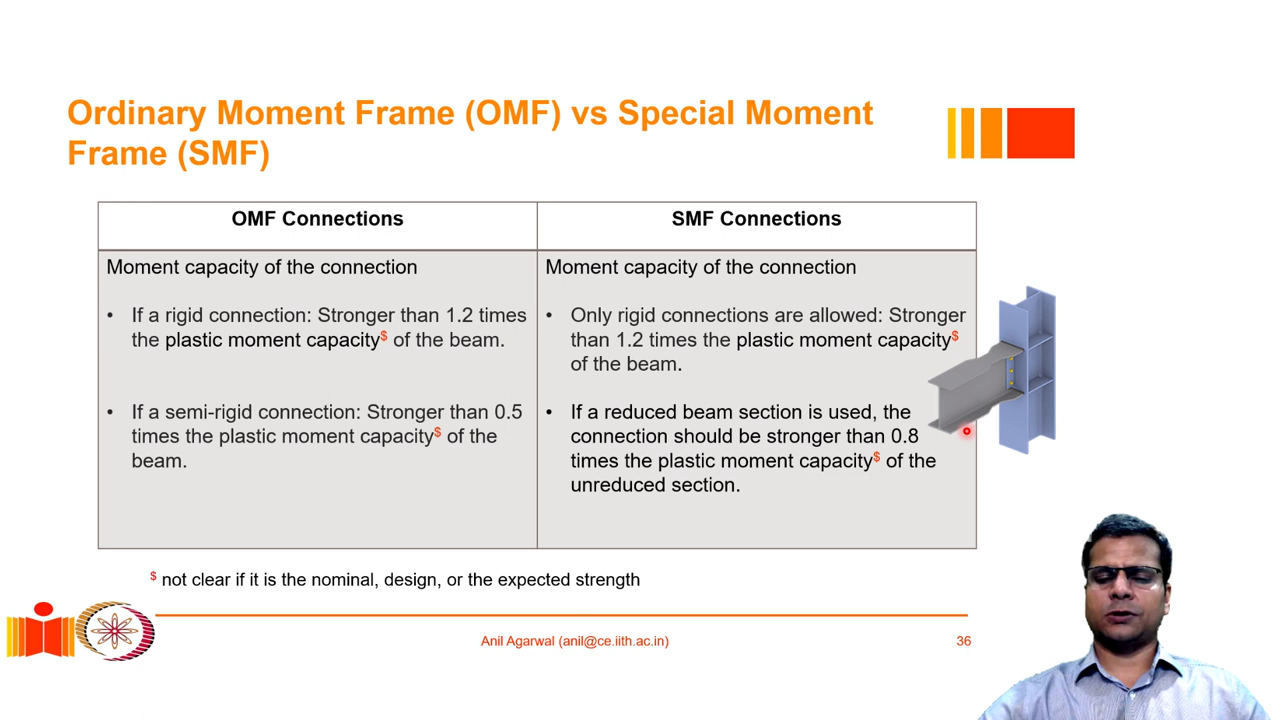 Ordinary Moment Frame (OMF) vs Special Moment
Frame (SMF)
OMF Connections
SMF Connections
Moment capacity of the connection
• If a rigid connection: Stronger than 1.2 times
the plastic moment capacity$ of the beam.
• If a semi-rigid connection: Stronger than 0.5
times the plastic moment capacity$ of the
beam.
Moment capacity of the connection
• Only rigid connections are allowed: Stronger
than 1.2 times the plastic moment capacity$
of the beam.
• If a reduced beam section is used, the
connection should be stronger than 0.8
times the plastic moment capacity$ of the
unreduced section.
$ not clear if it is the nominal, design, or the expected strength
Anil Agarwal (anil@ce.iith.ac.in)
36